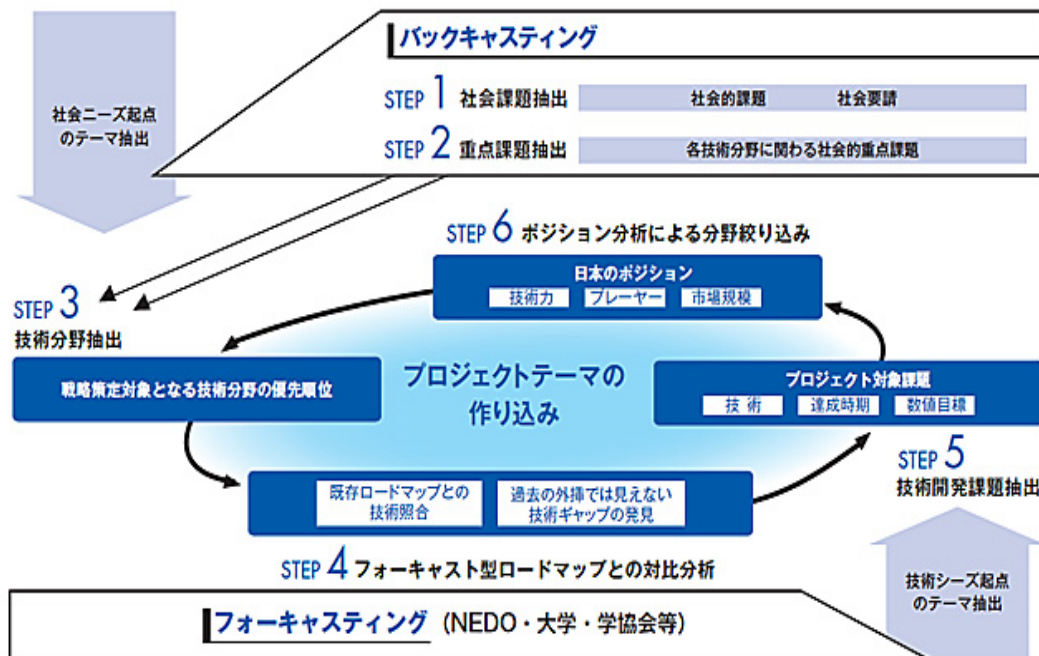 バックキャスティング
STEP 1 社会課題抽出 社会的課題 社会要請
STEP 2 重点課題抽出 各技術分野に関わる社会的重点課題
社会ニーズ起点
のテーマ抽出
STEP 6 ポジション分析による分野絞り込み
日本のポジション
技術力 プレーヤー 市場規模
STEP 3
技術分野抽出
戦略策定対象となる技術分野の優先順位
プロジェクトテーマの
作り込み
プロジェクト対象課題
技術 達成時期 数値目標
STEP 5
技術開発課題抽出
既存ロードマップとの
技術照合
過去の外挿では見えない
技術ギャップの発見
STEP 4 フォーキャスト型ロードマップとの対比分析
技術シーズ起点
のテーマ抽出
フォーキャスティング (NEDO・大学・学協会等)